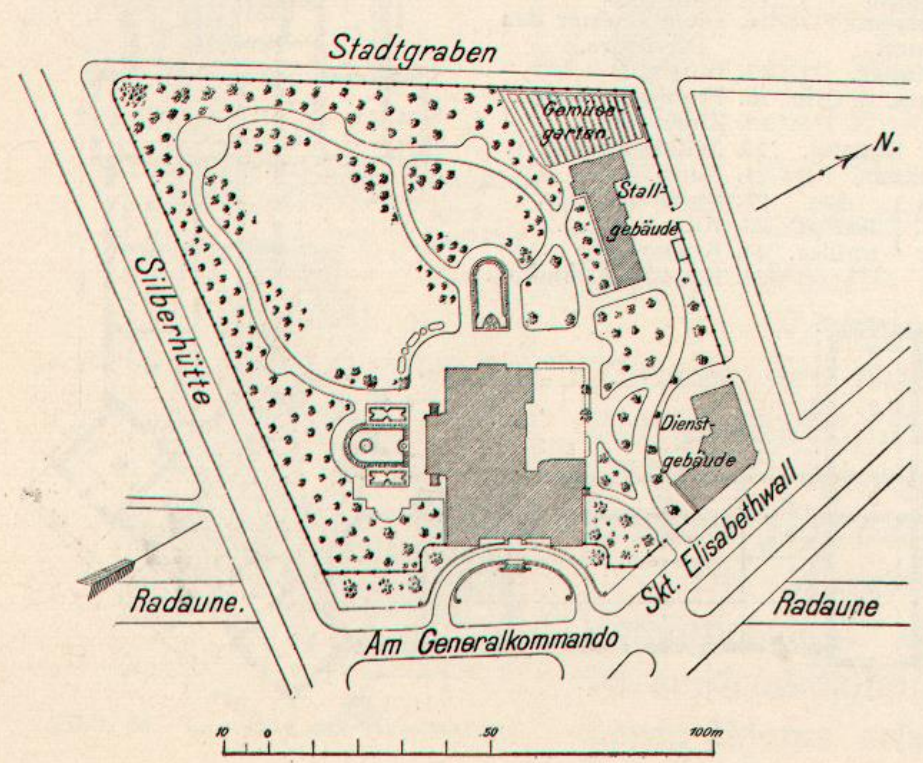 Stadtgraben
Gemüse-
garten
N.
Stall-
gebäude
Silberhütte
Dienst-
gebäude
Skt. Elisabethwall
Radaune.
Radaune
Am Generalkommando
10 0 50 100m